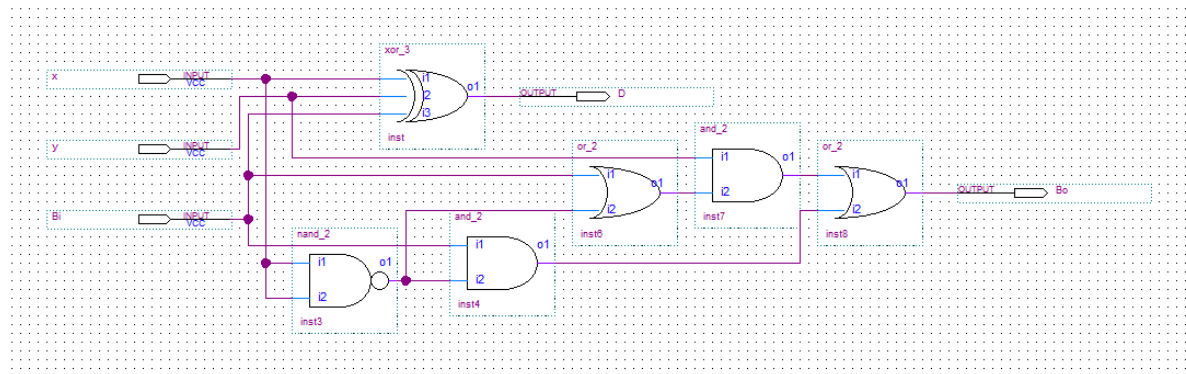 xor_3
x INPUT VCC
i1
i2
i3
o1
OUTPUT D
inst
y INPUT VCC
or_2
i1
i2
o1
inst6
and_2
i1
i2
o1
inst7
or_2
i1
i2
o1
inst8
OUTPUT Bo
Bi INPUT VCC
nand_2
i1
i2
o1
inst3
and_2
i1
i2
o1
inst4